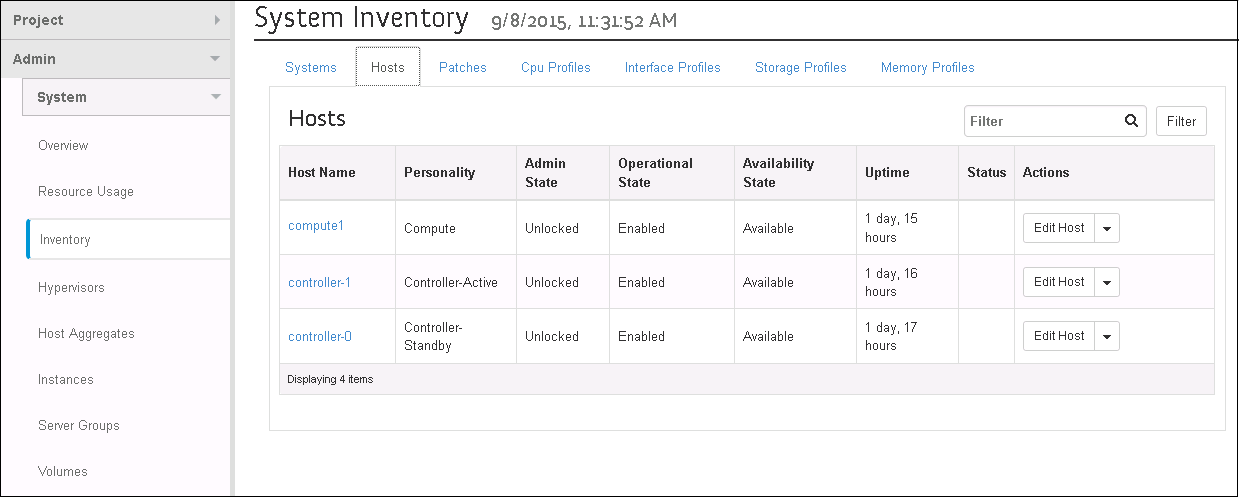 Project
Admin
System
Overview
Resource Usage
Inventory
Hypervisors
Host Aggregates
Instances
Server Groups
Volumes
System Inventory 9/8/2015, 11:31:52 AM
Systems Hosts Patches Cpu Profiles Interface Profiles Storage Profiles Memory Profiles
Hosts
Filter Filter
Host Name Personality Admin State Operational State Availability State Uptime Status Actions
compute1 Compute Unlocked Enabled Available 1 day, 15 hours Edit Host
controller-1 Controller-Active Unlocked Enabled Available 1 day, 16 hours Edit Host
controller-0 Controller-Standby Unlocked Enabled Available 1 day, 17 hours Edit Host
Displaying 4 items